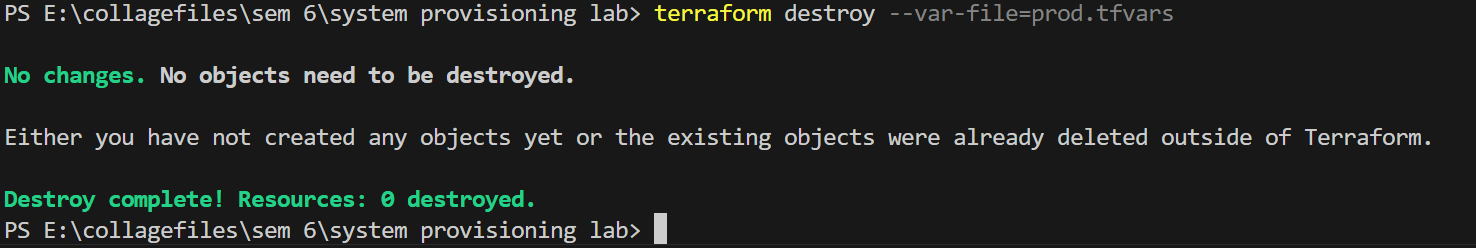 PS E:\collagefiles\sem 6\system provisioning lab> terraform destroy --var-file=prod.tfvars
No changes. No objects need to be destroyed.
Either you have not created any objects yet or the existing objects were already deleted outside of Terraform.
Destroy complete! Resources: 0 destroyed.
PS E:\collagefiles\sem 6\system provisioning lab>